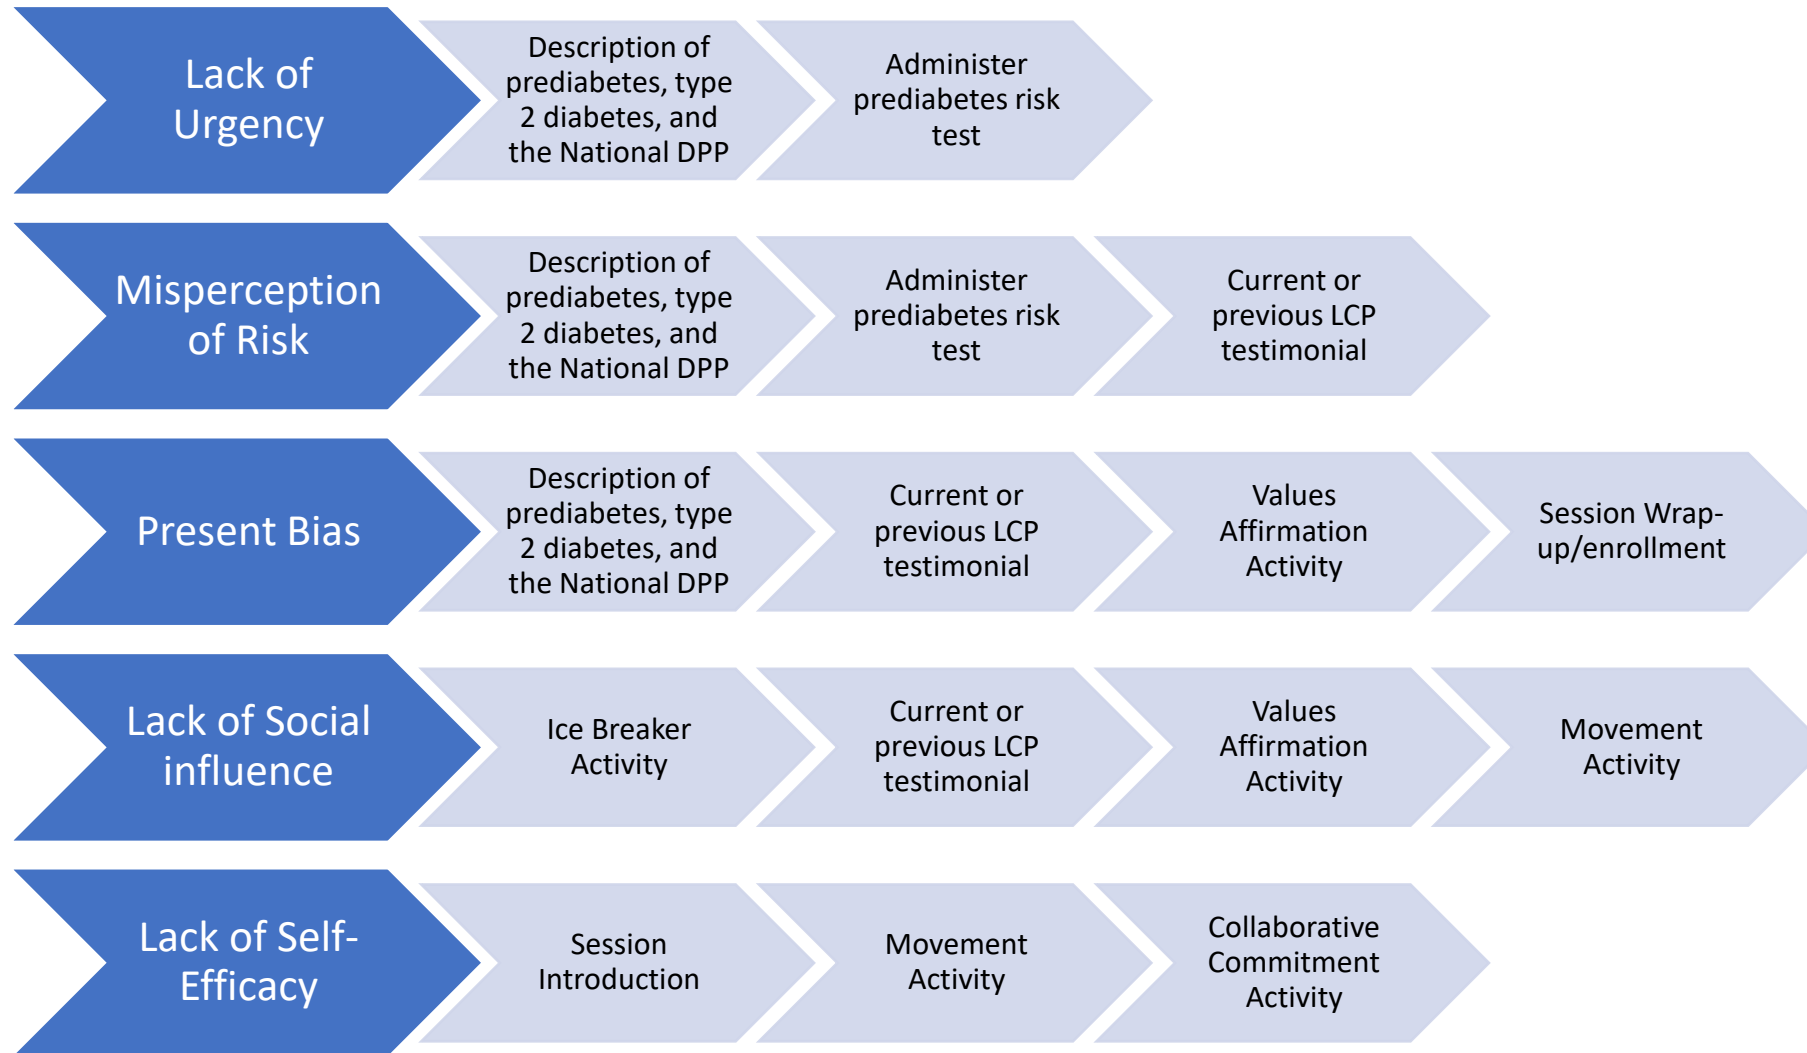 Lack of
Urgency
Description of
prediabetes, type
2 diabetes, and
the National DPP
Administer
prediabetes risk
test
Misperception
of Risk
Description of
prediabetes, type
2 diabetes, and
the National DPP
Administer
prediabetes risk
test
Current or
previous LCP
testimonial
Present Bias
Description of
prediabetes, type
2 diabetes, and
the National DPP
Current or
previous LCP
testimonial
Values
Affirmation
Activity
Session Wrap-
up/enrollment
Lack of Social
influence
Ice Breaker
Activity
Current or
previous LCP
testimonial
Values
Affirmation
Activity
Movement
Activity
Lack of Self-
Efficacy
Session
Introduction
Movement
Activity
Collaborative
Commitment
Activity